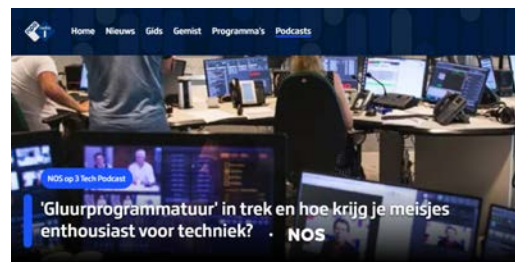 Home Nieuws Gids Gemist Programma's Podcasts
NOS op 3 Tech Podcast
'Gluurprogrammatuur' in trek en hoe krijg je meisjes
enthousiast voor techniek?
NOS